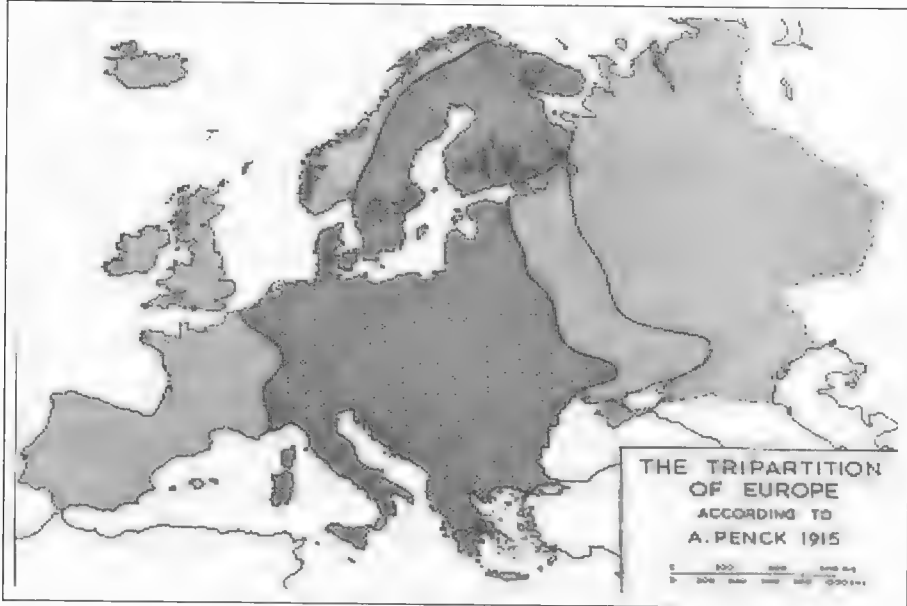 THE TRIPARTITION
OF EUROPE
ACCORDING TO
A. PENCK 1915